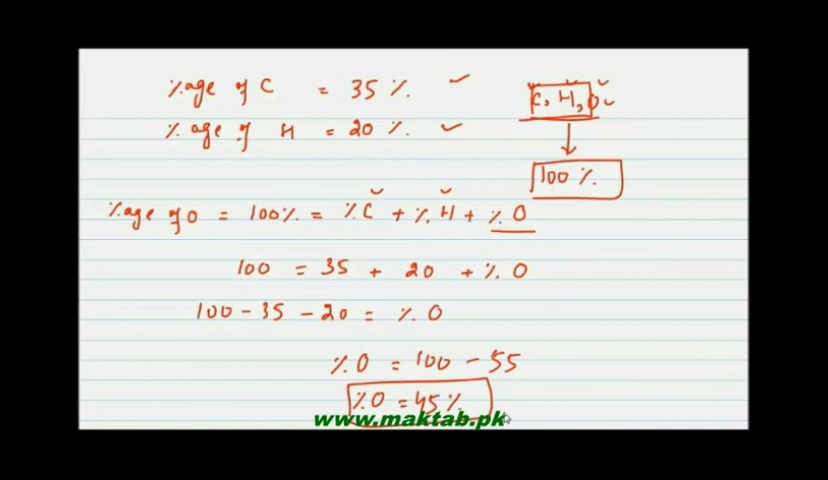 %age of C = 35 %.
C, H, O
% age of H = 20 %.
100 %.
%age of O = 100% = %C + %H + %O
100 = 35 + 20 + %O
100 - 35 - 20 = %O
%O = 100 - 55
%O = 45 %.
www.maktab.pk